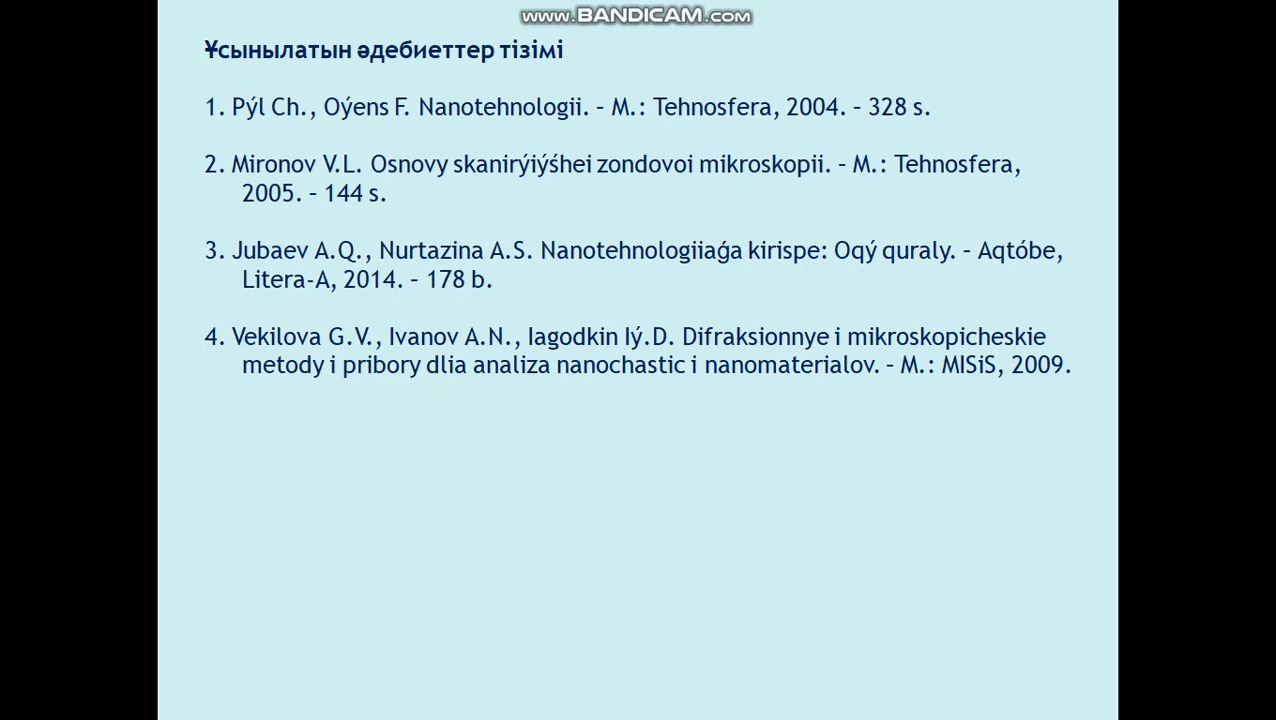 www.BANDICAM.com
Ұсынылатын әдебиеттер тізімі
1. Pýl Ch., Oýens F. Nanotehnologii. – M.: Tehnosfera, 2004. – 328 s.
2. Mironov V.L. Osnovy skanirýiýśhei zondovoi mikroskopii. – M.: Tehnosfera,
2005. – 144 s.
3. Jubaev A.Q., Nurtazina A.S. Nanotehnologiiaǵa kirispe: Oqý quraly. – Aqtóbe,
Litera-A, 2014. – 178 b.
4. Vekilova G.V., Ivanov A.N., Iagodkin Iý.D. Difraksionnye i mikroskopicheskie
metody i pribory dlia analiza nanochastic i nanomaterialov. – M.: MISiS, 2009.